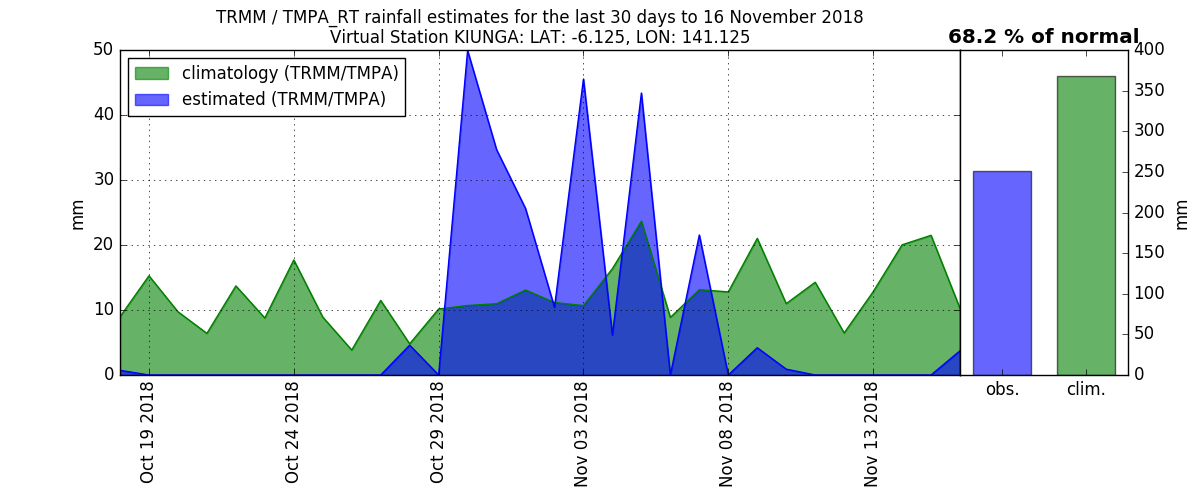 TRMM / TMPA_RT rainfall estimates for the last 30 days to 16 November 2018
Virtual Station KIUNGA: LAT: -6.125, LON: 141.125
68.2 % of normal
climatology (TRMM/TMPA)
estimated (TRMM/TMPA)
50
40
30
20
10
0
mm
Oct 19 2018
Oct 24 2018
Oct 29 2018
Nov 03 2018
Nov 08 2018
Nov 13 2018
obs.
clim.
400
350
300
250
200
150
100
50
0
mm